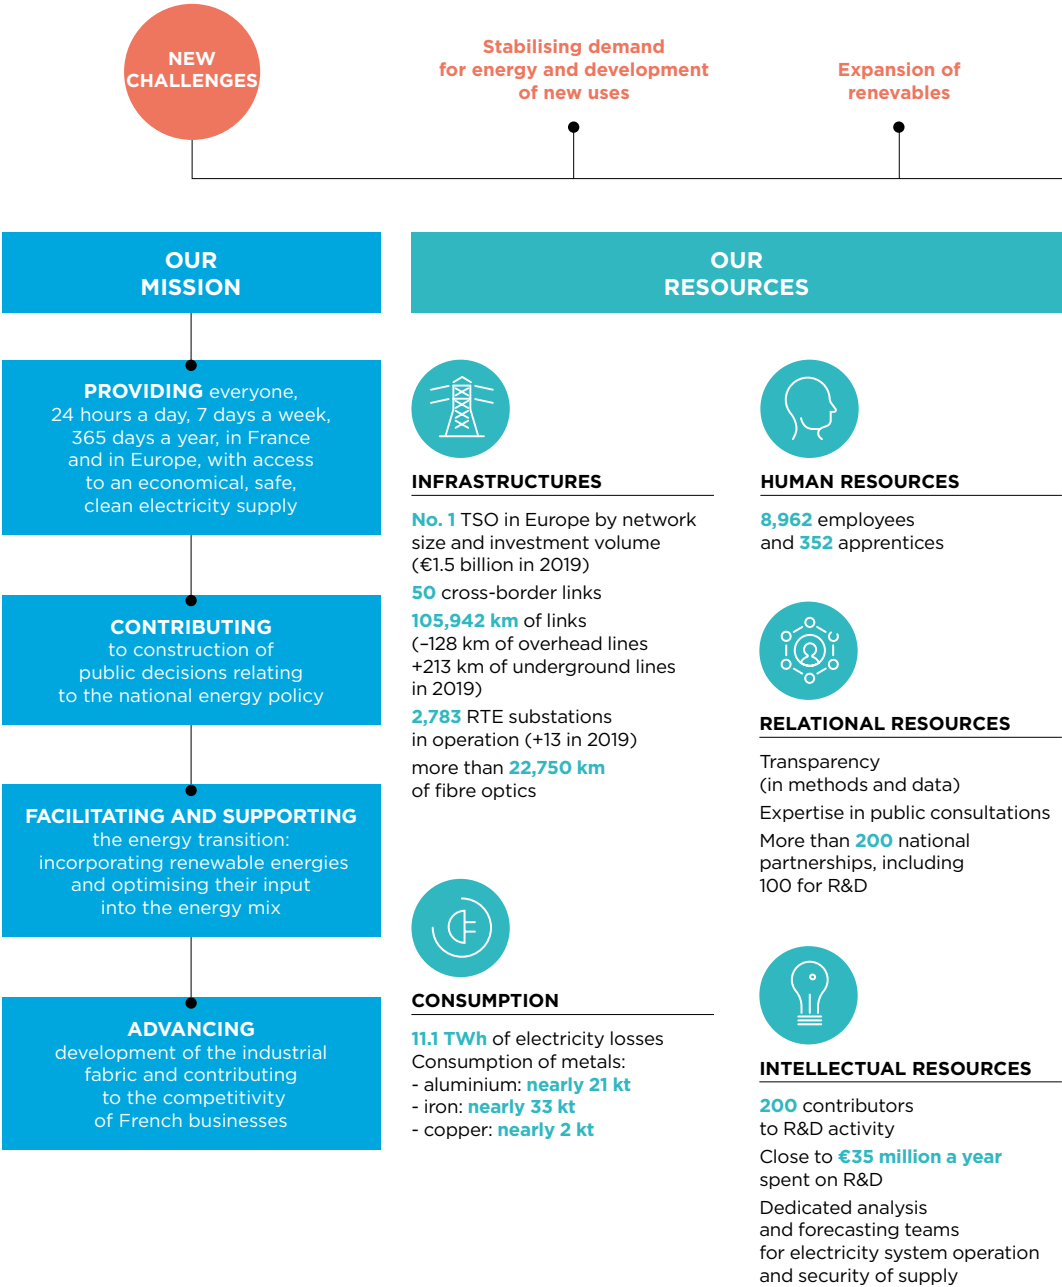 NEW
CHALLENGES
Stabilising demand
for energy and development
of new uses
Expansion of
renevables
OUR
MISSION
PROVIDING everyone,
24 hours a day, 7 days a week,
365 days a year, in France
and in Europe, with access
to an economical, safe,
clean electricity supply
CONTRIBUTING
to construction of
public decisions relating
to the national energy policy
FACILITATING AND SUPPORTING
the energy transition:
incorporating renewable energies
and optimising their input
into the energy mix
ADVANCING
development of the industrial
fabric and contributing
to the competitivity
of French businesses
OUR
RESOURCES
INFRASTRUCTURES
No. 1 TSO in Europe by network
size and investment volume
(€1.5 billion in 2019)
50 cross-border links
105,942 km of links
(–128 km of overhead lines
+213 km of underground lines
in 2019)
2,783 RTE substations
in operation (+13 in 2019)
more than 22,750 km
of fibre optics
CONSUMPTION
11.1 TWh of electricity losses
Consumption of metals:
- aluminium: nearly 21 kt
- iron: nearly 33 kt
- copper: nearly 2 kt
HUMAN RESOURCES
8,962 employees
and 352 apprentices
RELATIONAL RESOURCES
Transparency
(in methods and data)
Expertise in public consultations
More than 200 national
partnerships, including
100 for R&D
INTELLECTUAL RESOURCES
200 contributors
to R&D activity
Close to €35 million a year
spent on R&D
Dedicated analysis
and forecasting teams
for electricity system operation
and security of supply